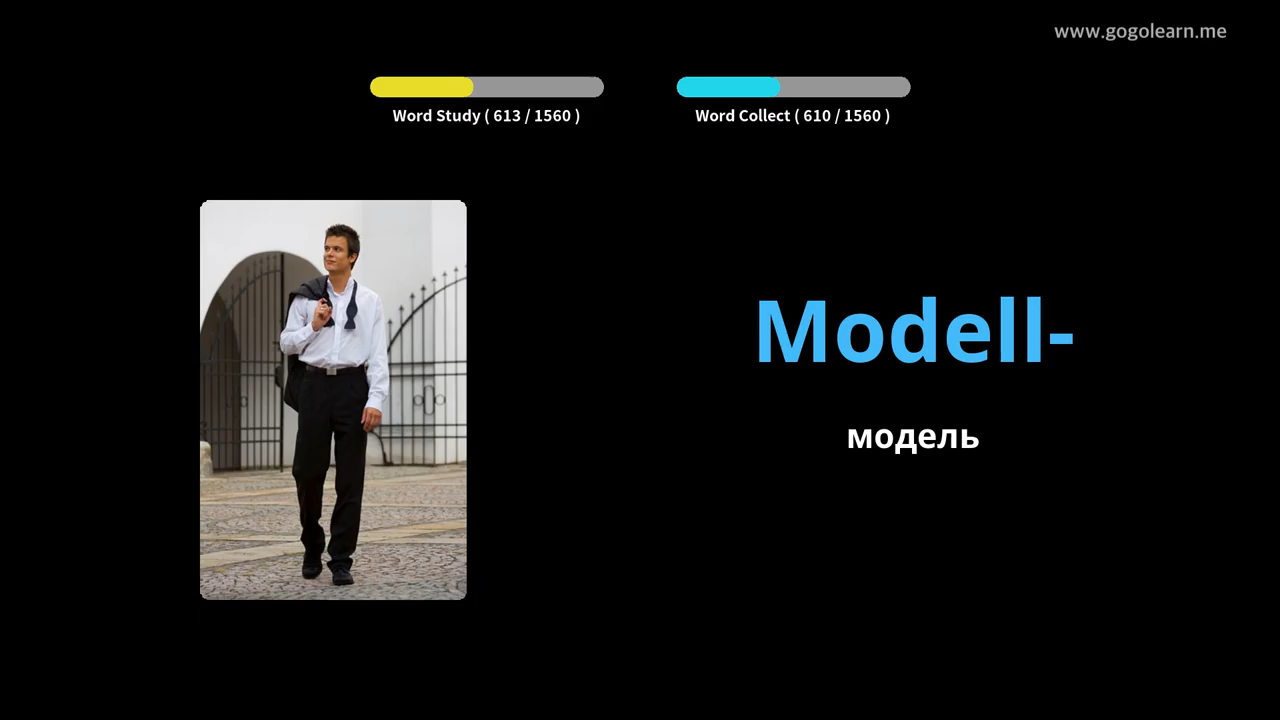 www.gogolearn.me
Word Study ( 613 / 1560 )
Word Collect ( 610 / 1560 )
Modell-
модель